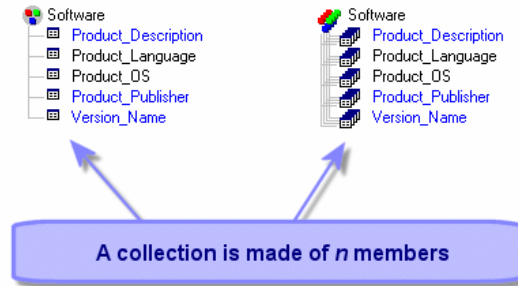 Software
Product_Description
Product_Language
Product_OS
Product_Publisher
Version_Name
Software
Product_Description
Product_Language
Product_OS
Product_Publisher
Version_Name
A collection is made of n members